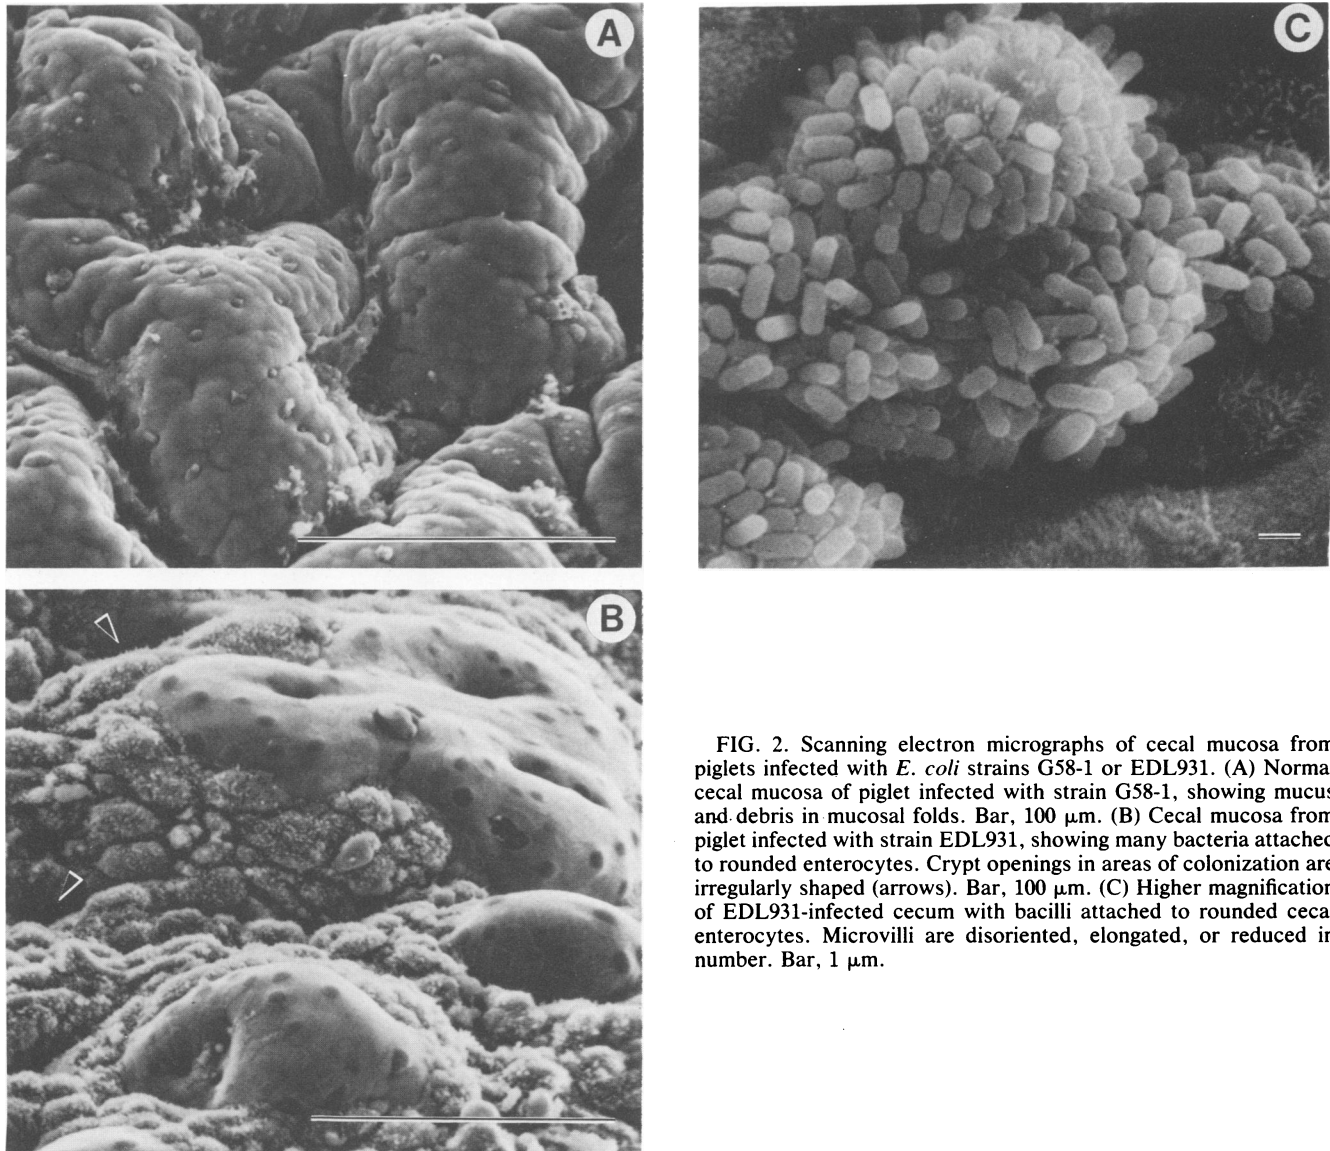 A
C
B
FIG. 2. Scanning electron micrographs of cecal mucosa from
piglets infected with E. coli strains G58-1 or EDL931. (A) Norma
cecal mucosa of piglet infected with strain G58-1, showing mucus
and debris in mucosal folds. Bar, 100 μm. (B) Cecal mucosa from
piglet infected with strain EDL931, showing many bacteria attached
to rounded enterocytes. Crypt openings in areas of colonization are
irregularly shaped (arrows). Bar, 100 μm. (C) Higher magnification
of EDL931-infected cecum with bacilli attached to rounded ceca
enterocytes. Microvilli are disoriented, elongated, or reduced in
number. Bar, 1 μm.